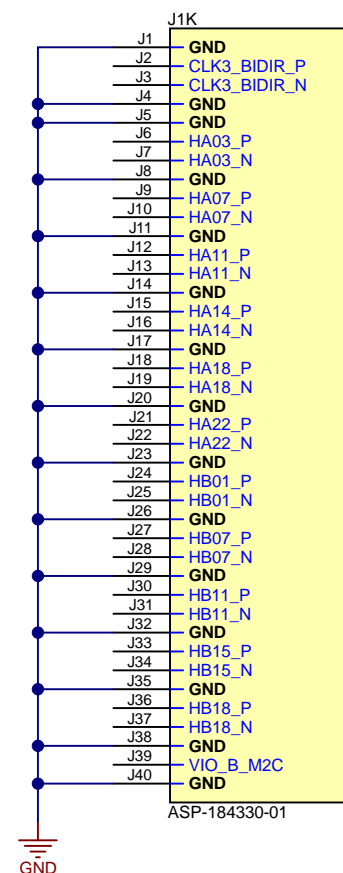 J1K
J1 GND
J2 CLK3_BIDIR_P
J3 CLK3_BIDIR_N
J4 GND
J5 GND
J6 HA03_P
J7 HA03_N
J8 GND
J9 HA07_P
J10 HA07_N
J11 GND
J12 HA11_P
J13 HA11_N
J14 GND
J15 HA14_P
J16 HA14_N
J17 GND
J18 HA18_P
J19 HA18_N
J20 GND
J21 HA22_P
J22 HA22_N
J23 GND
J24 HB01_P
J25 HB01_N
J26 GND
J27 HB07_P
J28 HB07_N
J29 GND
J30 HB11_P
J31 HB11_N
J32 GND
J33 HB15_P
J34 HB15_N
J35 GND
J36 HB18_P
J37 HB18_N
J38 GND
J39 VIO_B_M2C
J40 GND
ASP-184330-01
GND